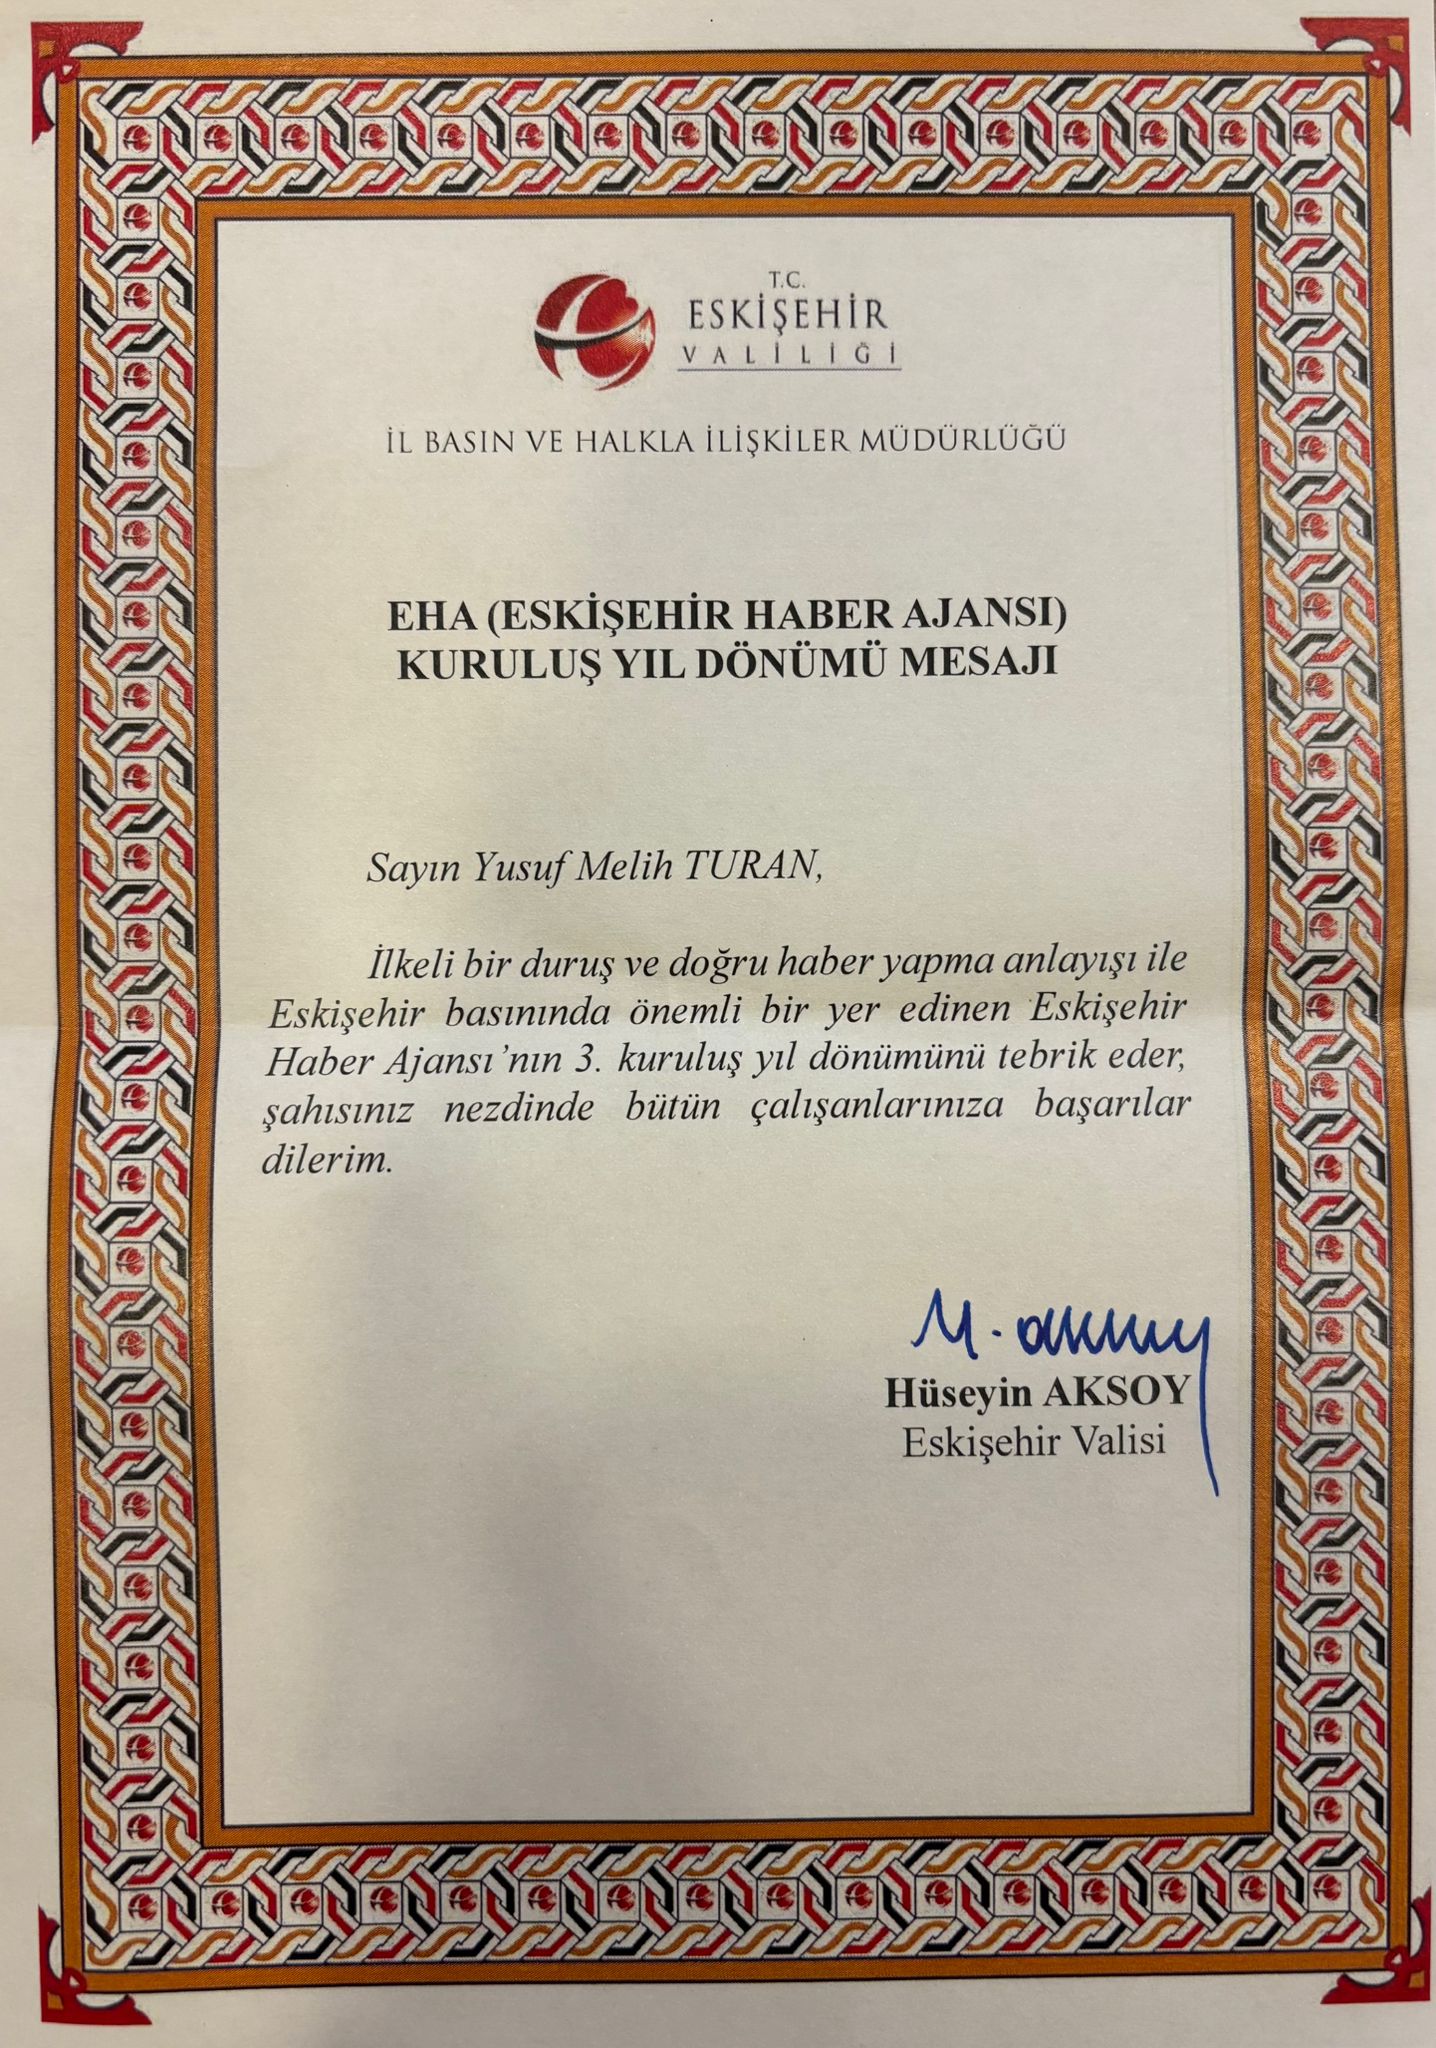 T.C.
ESKİŞEHİR
VALİLİĞİ
İL BASIN VE HALKLA İLİŞKİLER MÜDÜRLÜĞÜ
EHA (ESKİŞEHİR HABER AJANSI)
KURULUŞ YIL DÖNÜMÜ MESAJI
Sayın Yusuf Melih TURAN,
İlkeli bir duruş ve doğru haber yapma anlayışı ile
Eskişehir basınında önemli bir yer edinen Eskişehir
Haber Ajansı’nın 3. kuruluş yıl dönümünü tebrik eder,
şahısınız nezdinde bütün çalışanlarınıza başarılar
dilerim.
H. Aksoy
Hüseyin AKSOY
Eskişehir Valisi